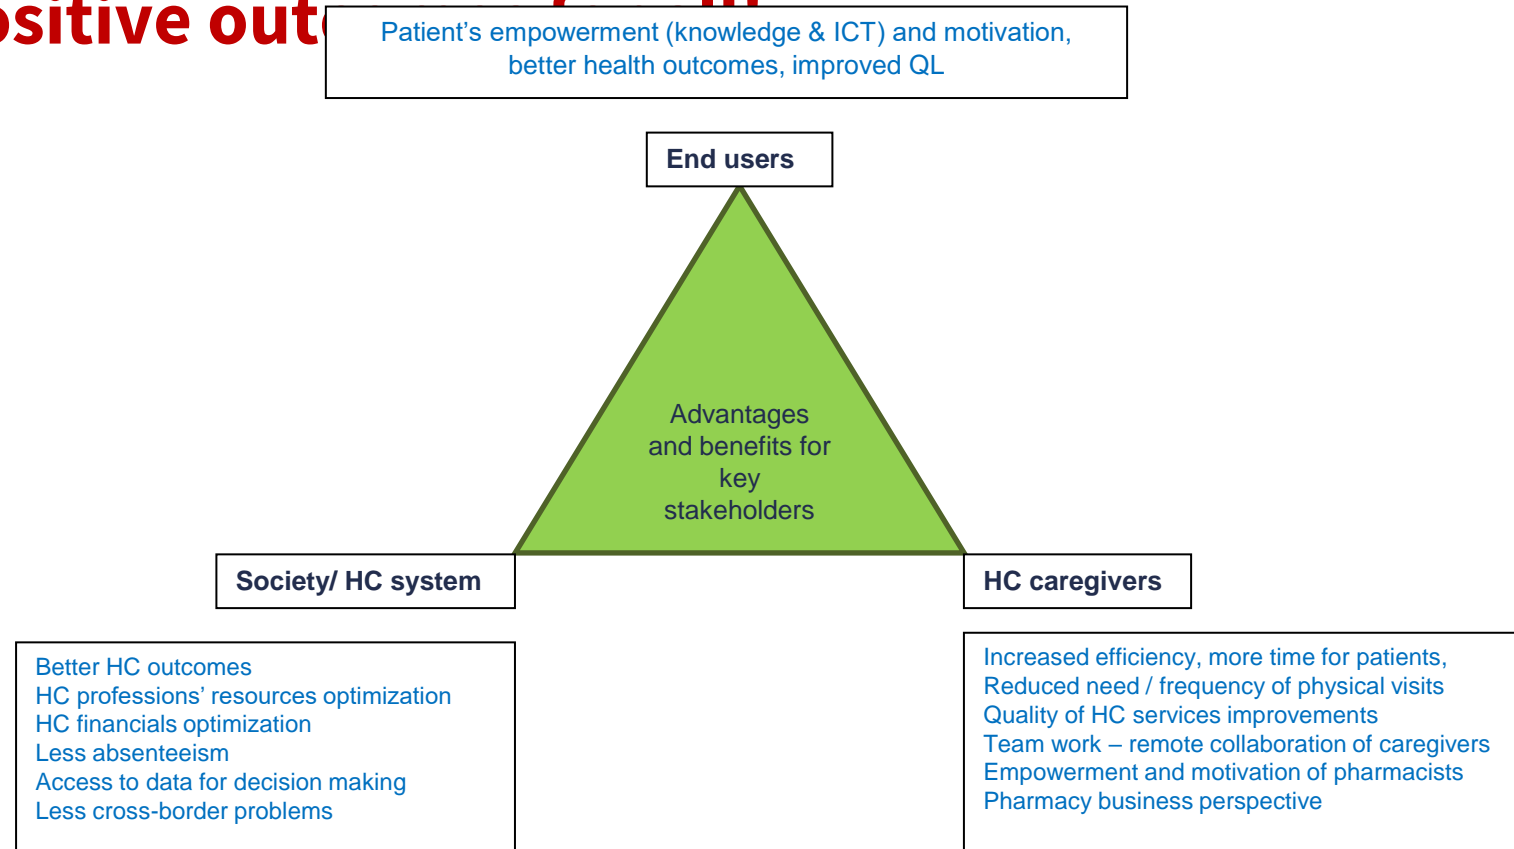 Patient’s empowerment (knowledge & ICT) and motivation,
better health outcomes, improved QL
End users
Advantages
and benefits for
key
stakeholders
Society/ HC system
HC caregivers
Better HC outcomes
HC professions’ resources optimization
HC financials optimization
Less absenteeism
Access to data for decision making
Less cross-border problems
Increased efficiency, more time for patients,
Reduced need / frequency of physical visits
Quality of HC services improvements
Team work – remote collaboration of caregivers
Empowerment and motivation of pharmacists
Pharmacy business perspective